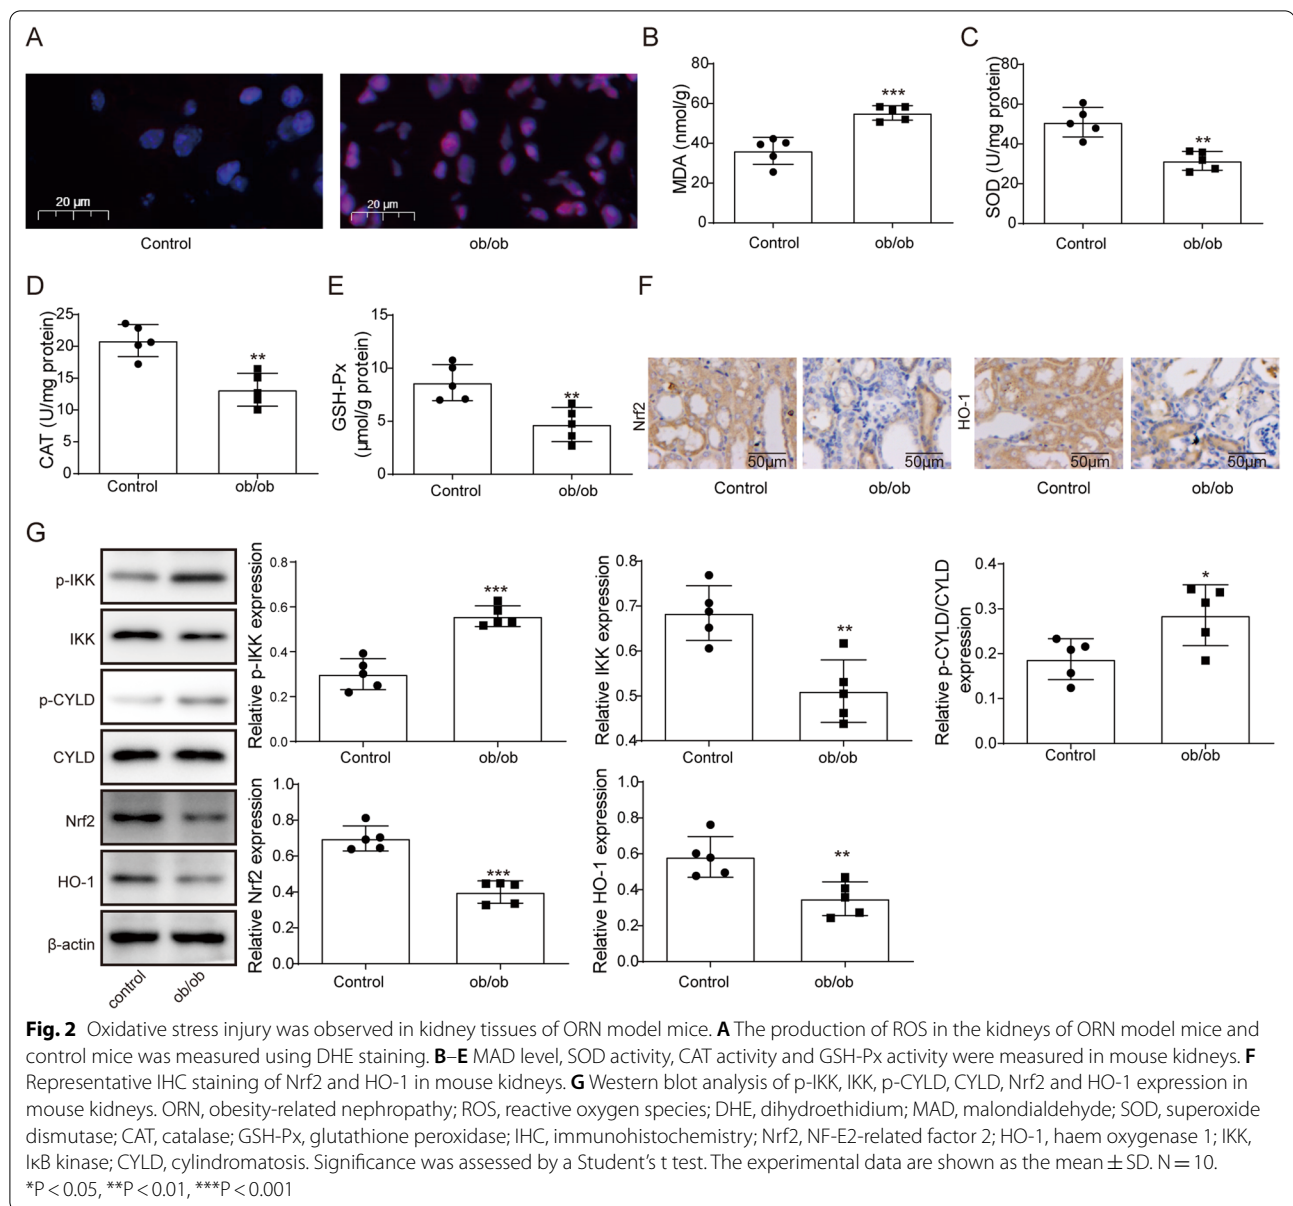 A
20 µm
Control
20 µm
ob/ob
B
MDA (nmol/g)
80
60
40
20
0
***
Control
ob/ob
C
SOD (U/mg protein)
80
60
40
20
0
**
Control
ob/ob
D
CAT (U/mg protein)
25
20
15
10
5
0
**
Control
ob/ob
E
GSH-Px
(µmol/g protein)
15
10
5
0
**
Control
ob/ob
F
Nrf2
50µm
Control
50µm
ob/ob
HO-1
50µm
Control
50µm
ob/ob
G
p-IKK
IKK
p-CYLD
CYLD
Nrf2
HO-1
β-actin
control
ob/ob
Relative p-IKK expression
0.8
0.6
0.4
0.2
0.0
***
Control
ob/ob
Relative IKK expression
0.8
0.7
0.6
0.5
0.4
**
Control
ob/ob
Relative p-CYLD/CYLD
expression
0.4
0.3
0.2
0.1
0.0
*
Control
ob/ob
Relative Nrf2 expression
1.0
0.8
0.6
0.4
0.2
0.0
***
Control
ob/ob
Relative HO-1 expression
1.0
0.8
0.6
0.4
0.2
0.0
**
Control
ob/ob
Fig. 2 Oxidative stress injury was observed in kidney tissues of ORN model mice. A The production of ROS in the kidneys of ORN model mice and
control mice was measured using DHE staining. B–E MAD level, SOD activity, CAT activity and GSH-Px activity were measured in mouse kidneys. F
Representative IHC staining of Nrf2 and HO-1 in mouse kidneys. G Western blot analysis of p-IKK, IKK, p-CYLD, CYLD, Nrf2 and HO-1 expression in
mouse kidneys. ORN, obesity-related nephropathy; ROS, reactive oxygen species; DHE, dihydroethidium; MAD, malondialdehyde; SOD, superoxide
dismutase; CAT, catalase; GSH-Px, glutathione peroxidase; IHC, immunohistochemistry; Nrf2, NF-E2-related factor 2; HO-1, haem oxygenase 1; IKK,
IκB kinase; CYLD, cylindromatosis. Significance was assessed by a Student's t test. The experimental data are shown as the mean ± SD. N = 10.
*P < 0.05, **P < 0.01, ***P < 0.001